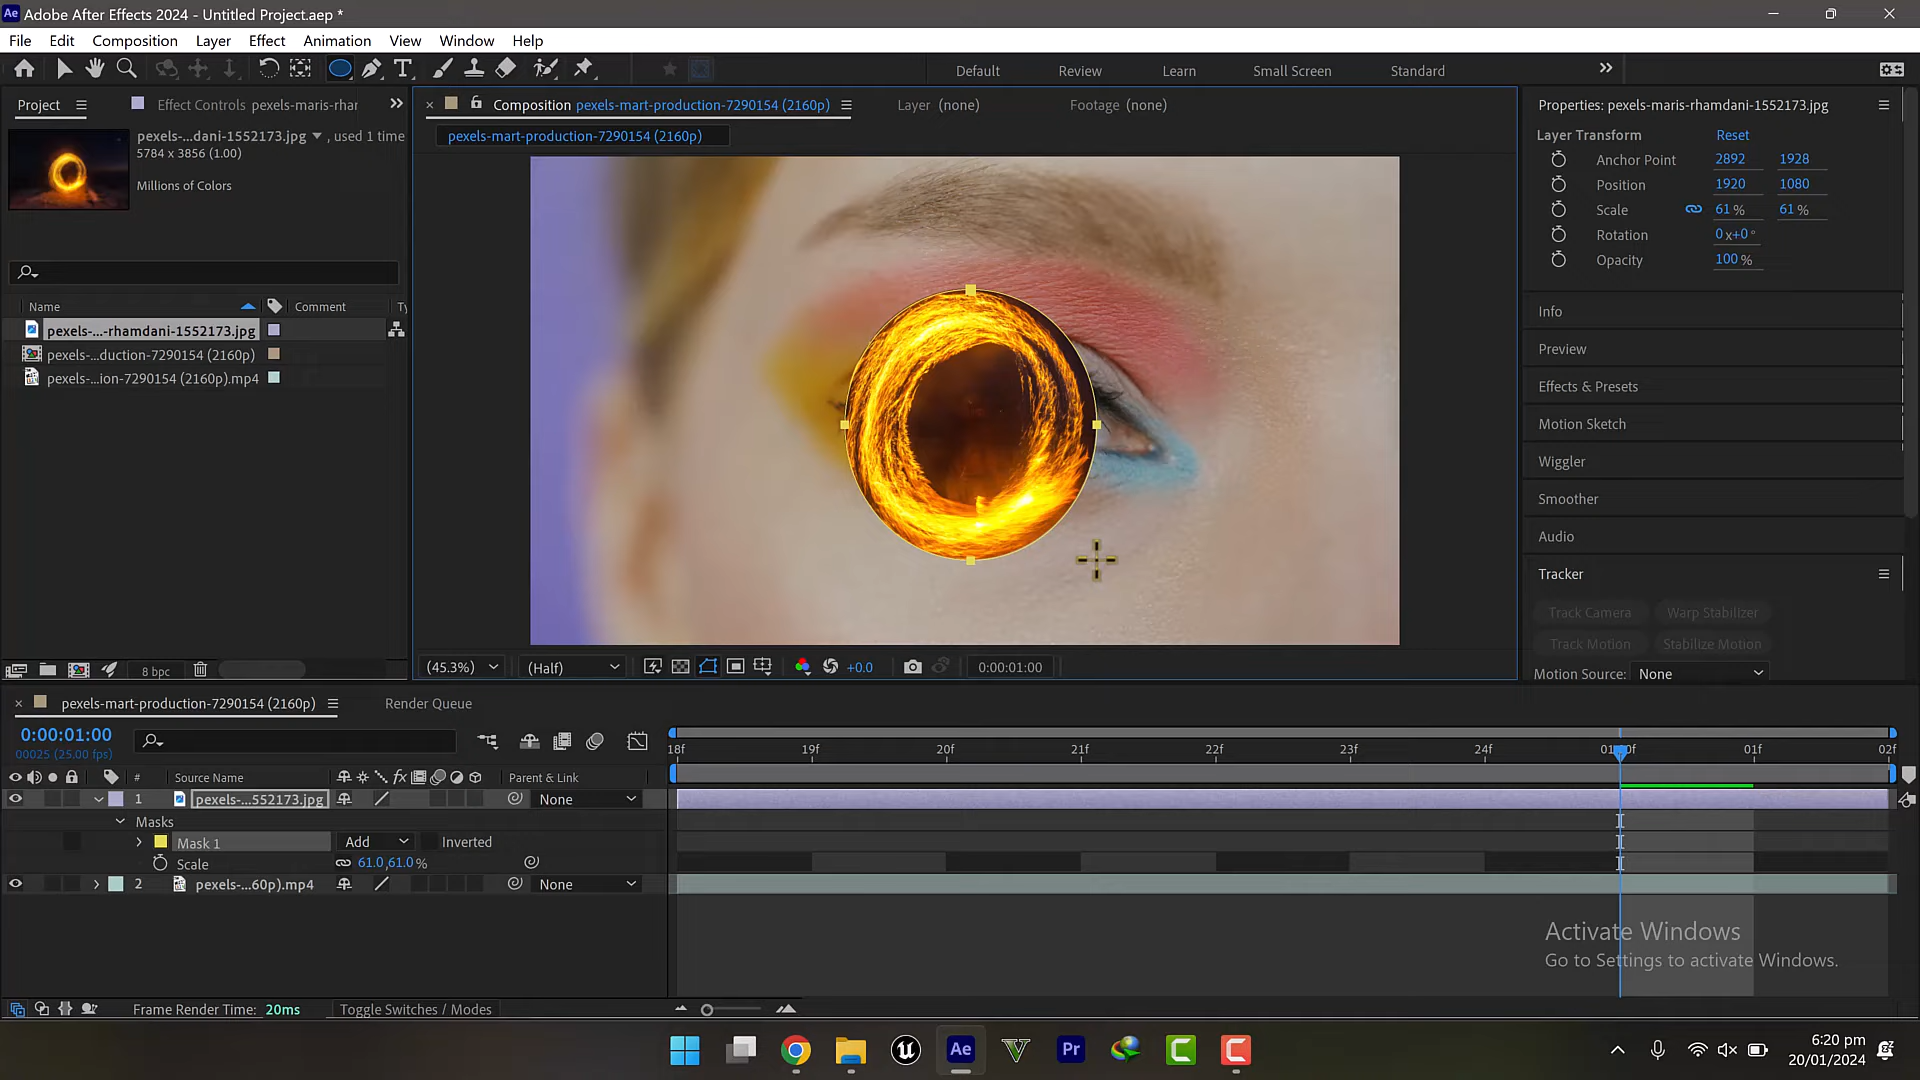 Adobe After Effects 2024 - Untitled Project.aep *
File Edit Composition Layer Effect Animation View Window Help
Default Review Learn Small Screen Standard
Project Effect Controls pexels-maris-rhar
pexels-...dani-1552173.jpg , used 1 time
5784 x 3856 (1.00)
Millions of Colors
Name Comment Ty
pexels-...-rhamdani-1552173.jpg
pexels-...duction-7290154 (2160p)
pexels-...ion-7290154 (2160p).mp4
8 bpc
Composition pexels-mart-production-7290154 (2160p) Layer (none) Footage (none)
pexels-mart-production-7290154 (2160p)
(45.3%) (Half) +0.0 0:00:01:00
Properties: pexels-maris-rhamdani-1552173.jpg
Layer Transform Reset
Anchor Point 2892 1928
Position 1920 1080
Scale 61 % 61 %
Rotation 0x+0°
Opacity 100 %
Info
Preview
Effects & Presets
Motion Sketch
Wiggler
Smoother
Audio
Tracker
Track Camera Warp Stabilizer
Track Motion Stabilize Motion
Motion Source: None
pexels-mart-production-7290154 (2160p) Render Queue
0:00:01:00
00025 (25.00 fps)
18f 19f 20f 21f 22f 23f 24f 01:00f 01f 02f
# Source Name fx Parent & Link
1 pexels-...552173.jpg None
Masks
Mask 1 Add Inverted
Scale 61.0,61.0 %
2 pexels-...60p).mp4 None
Activate Windows
Go to Settings to activate Windows.
Frame Render Time: 20ms Toggle Switches / Modes
Ae Pr
6:20 pm
20/01/2024